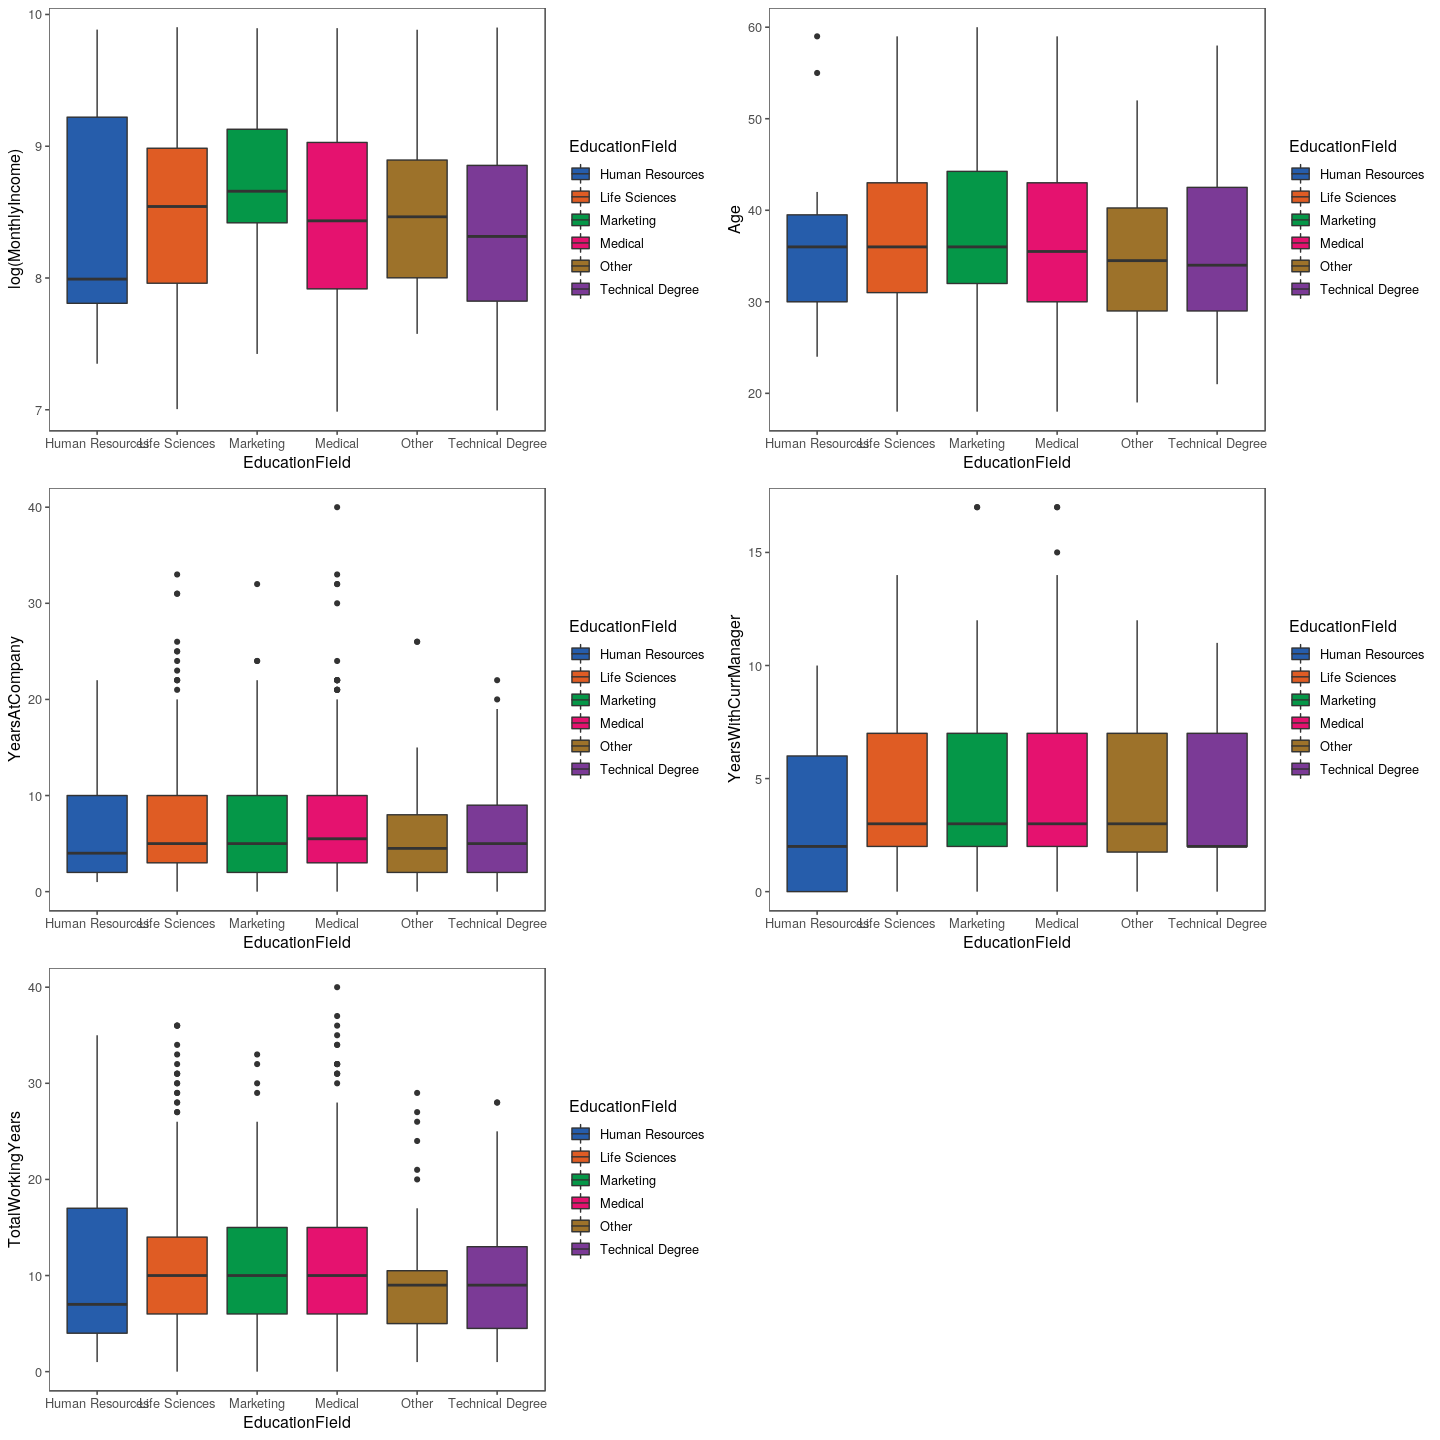 log(MonthlyIncome)
10
9
8
7
Human Resources Life Sciences Marketing Medical Other Technical Degree
EducationField
EducationField
Human Resources
Life Sciences
Marketing
Medical
Other
Technical Degree
Age
60
50
40
30
20
Human Resources Life Sciences Marketing Medical Other Technical Degree
EducationField
EducationField
Human Resources
Life Sciences
Marketing
Medical
Other
Technical Degree
YearsAtCompany
40
30
20
10
0
Human Resources Life Sciences Marketing Medical Other Technical Degree
EducationField
EducationField
Human Resources
Life Sciences
Marketing
Medical
Other
Technical Degree
YearsWithCurrManager
15
10
5
0
Human Resources Life Sciences Marketing Medical Other Technical Degree
EducationField
EducationField
Human Resources
Life Sciences
Marketing
Medical
Other
Technical Degree
TotalWorkingYears
40
30
20
10
0
Human Resources Life Sciences Marketing Medical Other Technical Degree
EducationField
EducationField
Human Resources
Life Sciences
Marketing
Medical
Other
Technical Degree